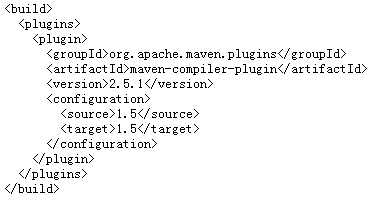 <build>
  <plugins>
    <plugin>
      <groupId>org.apache.maven.plugins</groupId>
      <artifactId>maven-compiler-plugin</artifactId>
      <version>2.5.1</version>
      <configuration>
        <source>1.5</source>
        <target>1.5</target>
      </configuration>
    </plugin>
  </plugins>
</build>